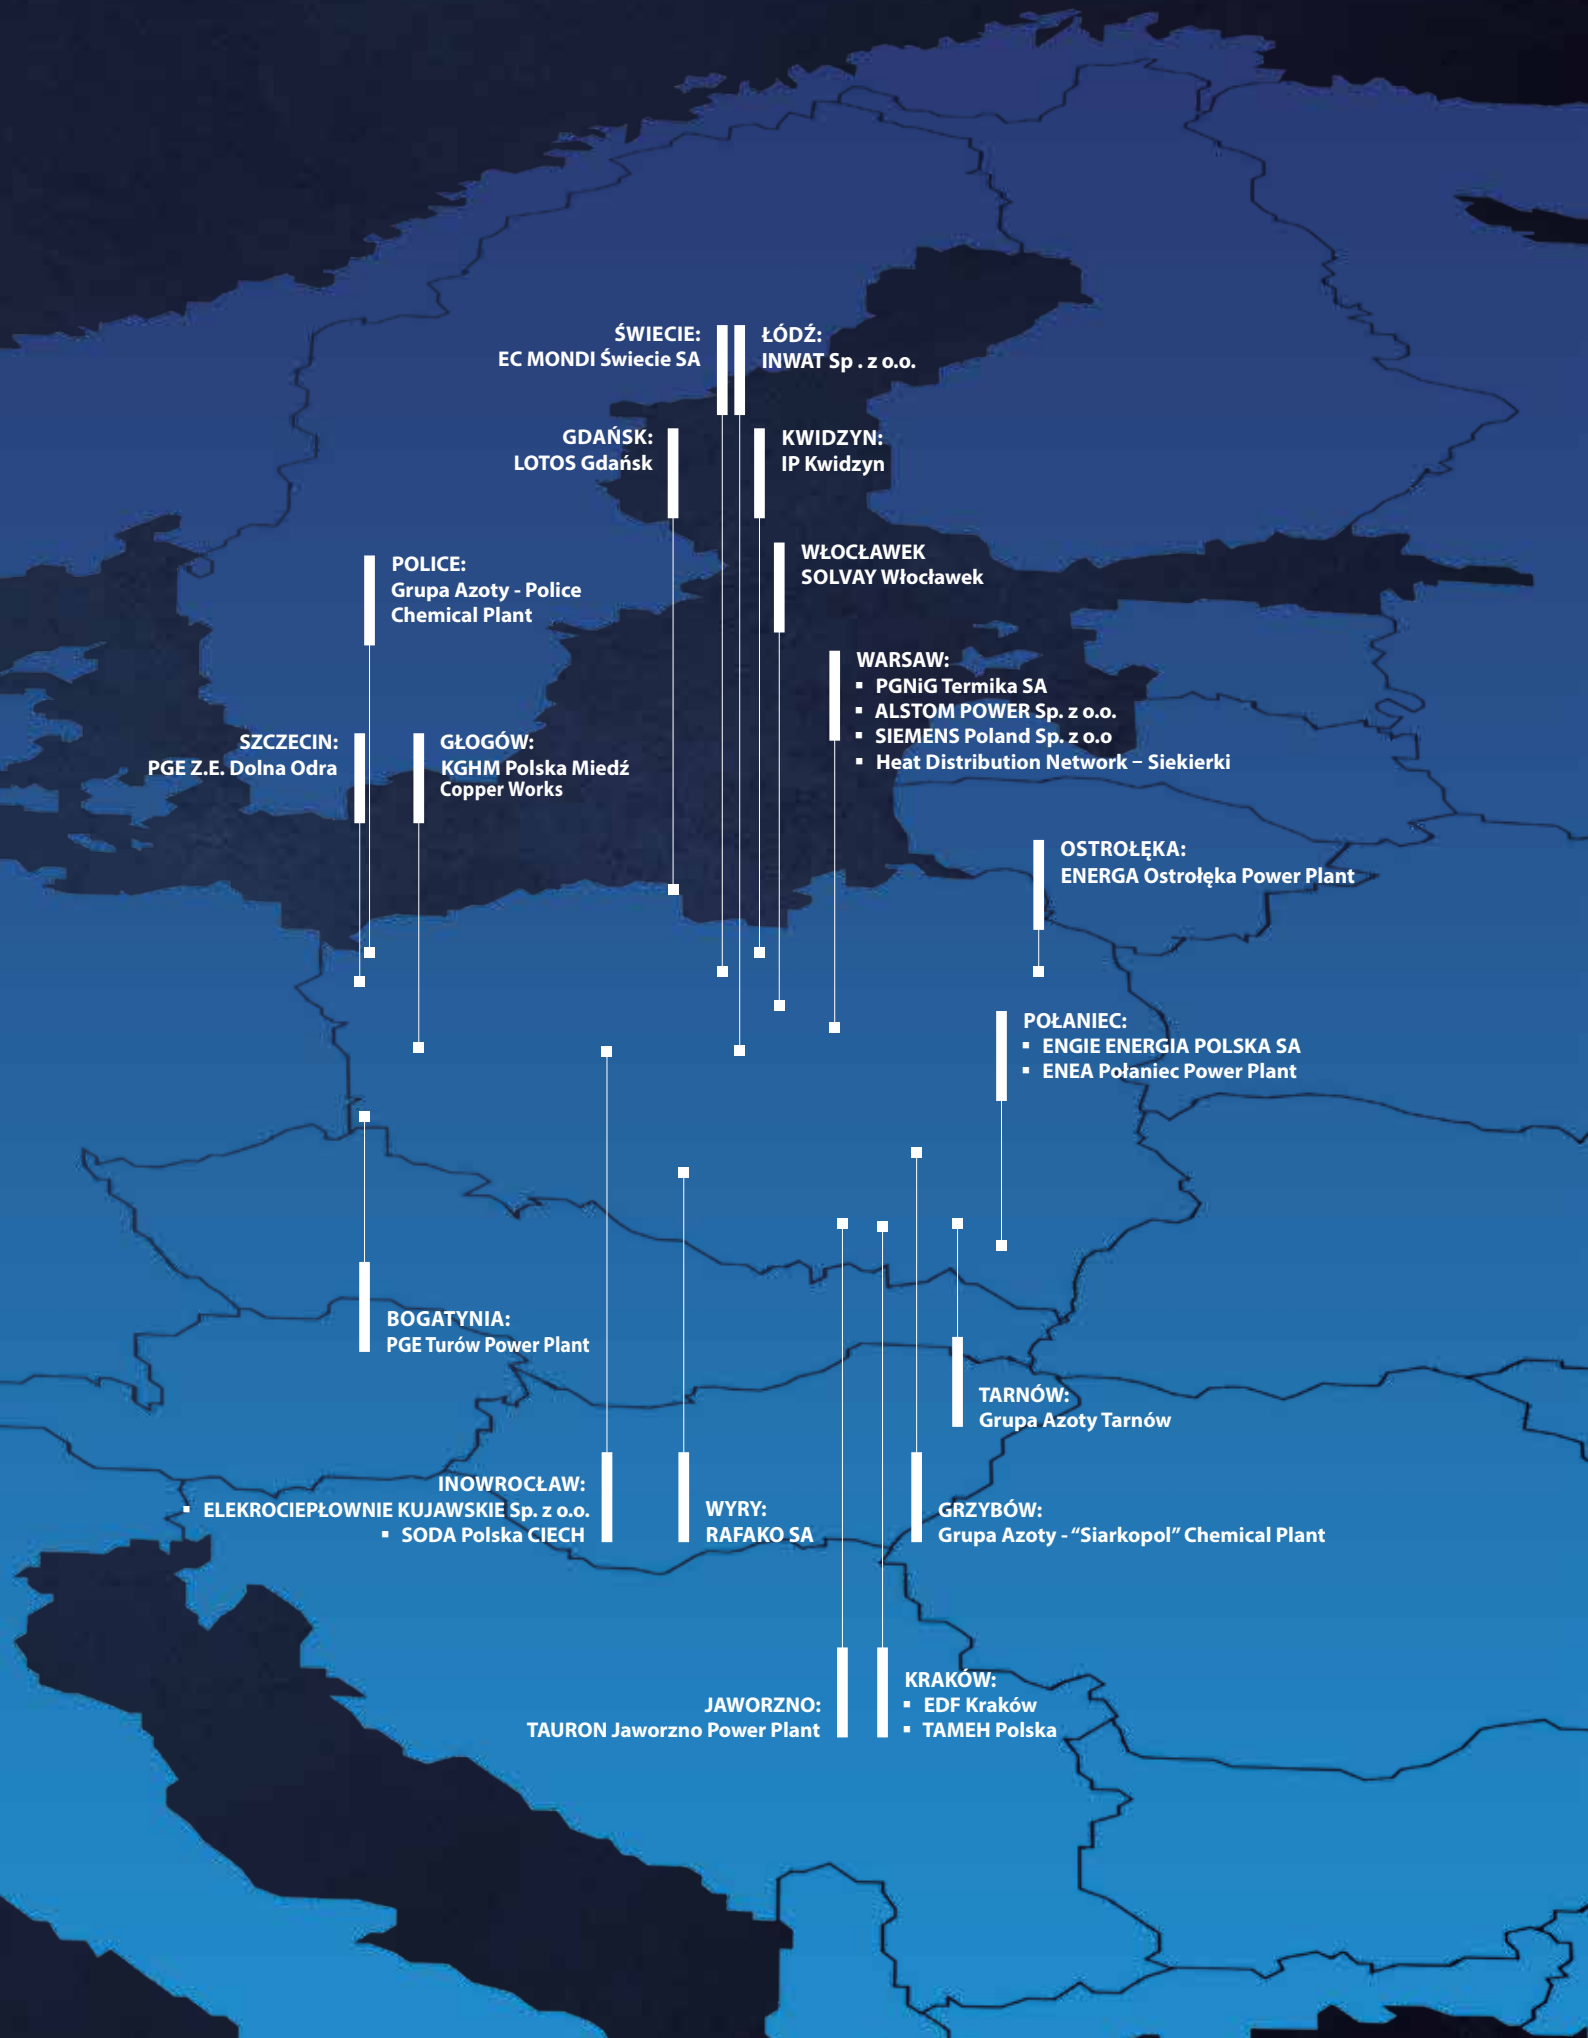 ŚWIECIE:
EC MONDI Świecie SA
ŁÓDŹ:
INWAT Sp . z o.o.
GDAŃSK:
LOTOS Gdańsk
KWIDZYN:
IP Kwidzyn
POLICE:
Grupa Azoty - Police
Chemical Plant
WŁOCŁAWEK
SOLVAY Włocławek
WARSAW:
▪ PGNiG Termika SA
▪ ALSTOM POWER Sp. z o.o.
▪ SIEMENS Poland Sp. z o.o
▪ Heat Distribution Network – Siekierki
SZCZECIN:
PGE Z.E. Dolna Odra
GŁOGÓW:
KGHM Polska Miedź
Copper Works
OSTROŁĘKA:
ENERGA Ostrołęka Power Plant
POŁANIEC:
▪ ENGIE ENERGIA POLSKA SA
▪ ENEA Połaniec Power Plant
BOGATYNIA:
PGE Turów Power Plant
TARNÓW:
Grupa Azoty Tarnów
INOWROCŁAW:
▪ ELEKROCIEPŁOWNIE KUJAWSKIE Sp. z o.o.
▪ SODA Polska CIECH
WYRY:
RAFAKO SA
GRZYBÓW:
Grupa Azoty - “Siarkopol” Chemical Plant
JAWORZNO:
TAURON Jaworzno Power Plant
KRAKÓW:
▪ EDF Kraków
▪ TAMEH Polska